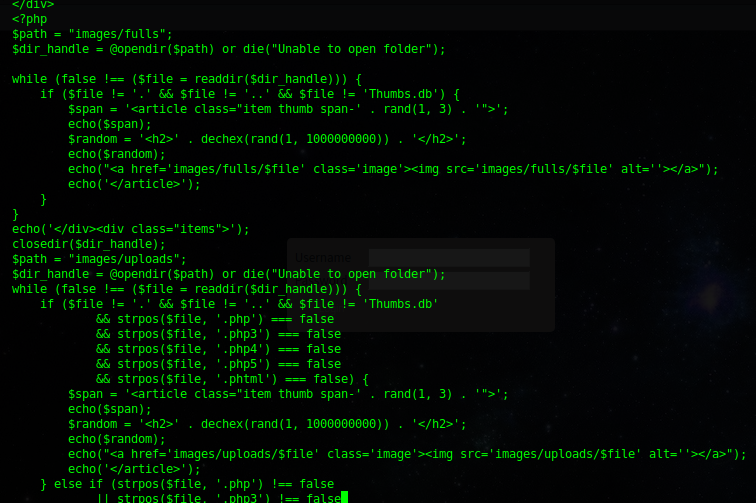 </div>
<?php
$path = "images/fulls";
$dir_handle = @opendir($path) or die("Unable to open folder");

while (false !== ($file = readdir($dir_handle))) {
    if ($file != '.' && $file != '..' && $file != 'Thumbs.db') {
        $span = '<article class="item thumb span-' . rand(1, 3) . '">';
        echo($span);
        $random = '<h2>' . dechex(rand(1, 1000000000)) . '</h2>';
        echo($random);
        echo("<a href='images/fulls/$file' class='image'><img src='images/fulls/$file' alt=''></a>");
        echo('</article>');
    }
}
echo('</div><div class="items">');
closedir($dir_handle);
Username
$path = "images/uploads";
$dir_handle = @opendir($path) or die("Unable to open folder");
while (false !== ($file = readdir($dir_handle))) {
    if ($file != '.' && $file != '..' && $file != 'Thumbs.db'
            && strpos($file, '.php') === false
            && strpos($file, '.php3') === false
            && strpos($file, '.php4') === false
            && strpos($file, '.php5') === false
            && strpos($file, '.phtml') === false) {
        $span = '<article class="item thumb span-' . rand(1, 3) . '">';
        echo($span);
        $random = '<h2>' . dechex(rand(1, 1000000000)) . '</h2>';
        echo($random);
        echo("<a href='images/uploads/$file' class='image'><img src='images/uploads/$file' alt=''></a>");
        echo('</article>');
    } else if (strpos($file, '.php') !== false
            || strpos($file, '.php3') !== false